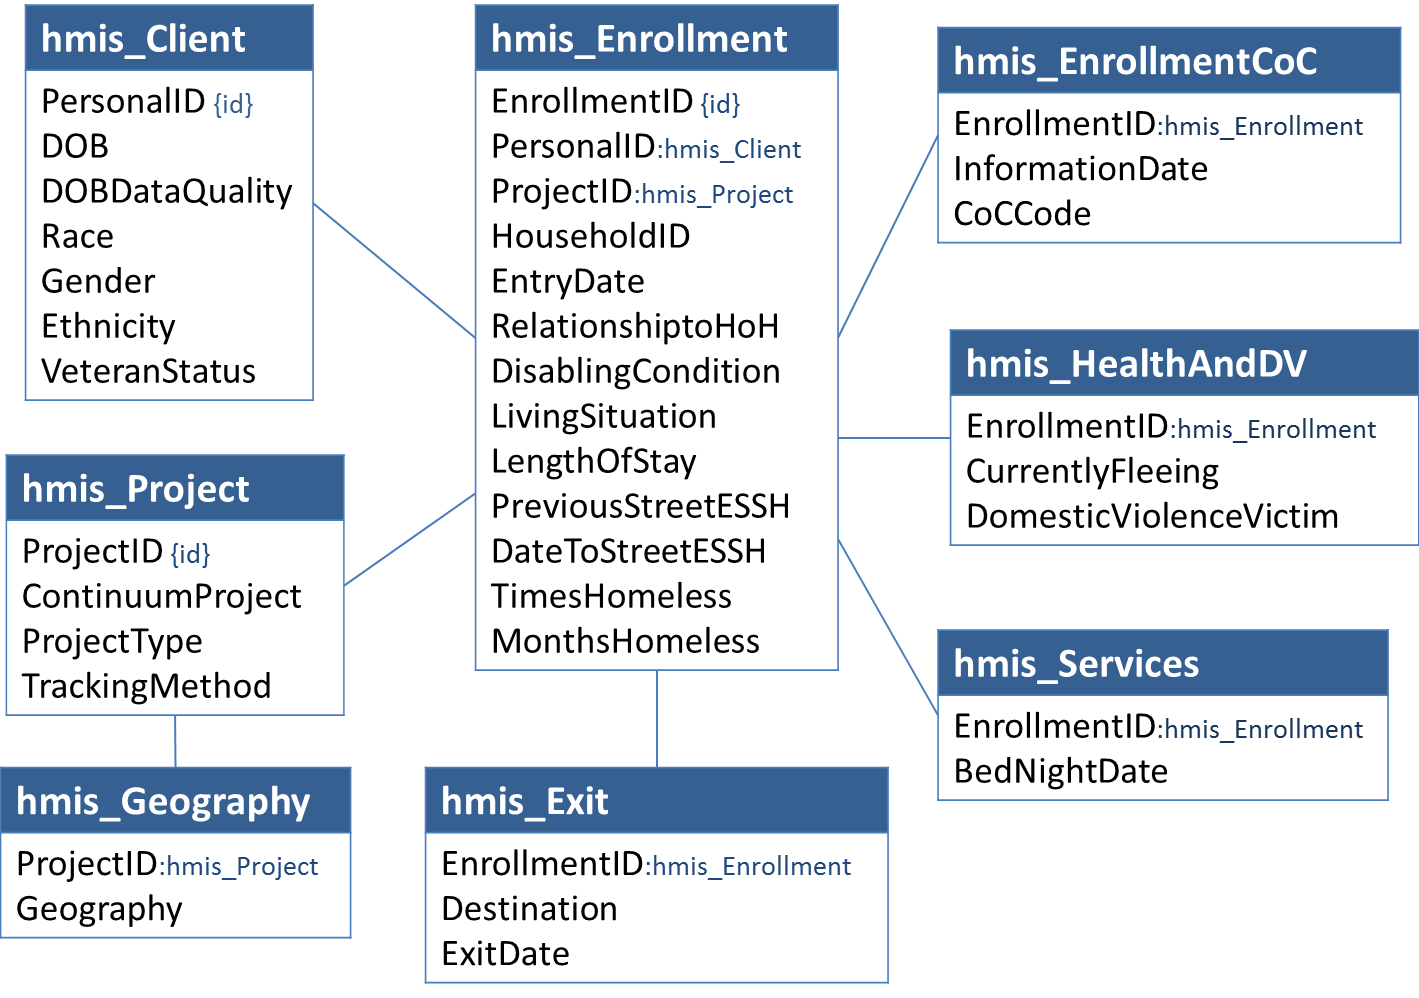 hmis_Client
PersonalID {id}
DOB
DOBDataQuality
Race
Gender
Ethnicity
VeteranStatus
hmis_Project
ProjectID {id}
ContinuumProject
ProjectType
TrackingMethod
hmis_Geography
ProjectID:hmis_Project
Geography
hmis_Enrollment
EnrollmentID {id}
PersonalID:hmis_Client
ProjectID:hmis_Project
HouseholdID
EntryDate
RelationshiptoHoH
DisablingCondition
LivingSituation
LengthOfStay
PreviousStreetESSH
DateToStreetESSH
TimesHomeless
MonthsHomeless
hmis_Exit
EnrollmentID:hmis_Enrollment
Destination
ExitDate
hmis_EnrollmentCoC
EnrollmentID:hmis_Enrollment
InformationDate
CoCCode
hmis_HealthAndDV
EnrollmentID:hmis_Enrollment
CurrentlyFleeing
DomesticViolenceVictim
hmis_Services
EnrollmentID:hmis_Enrollment
BedNightDate